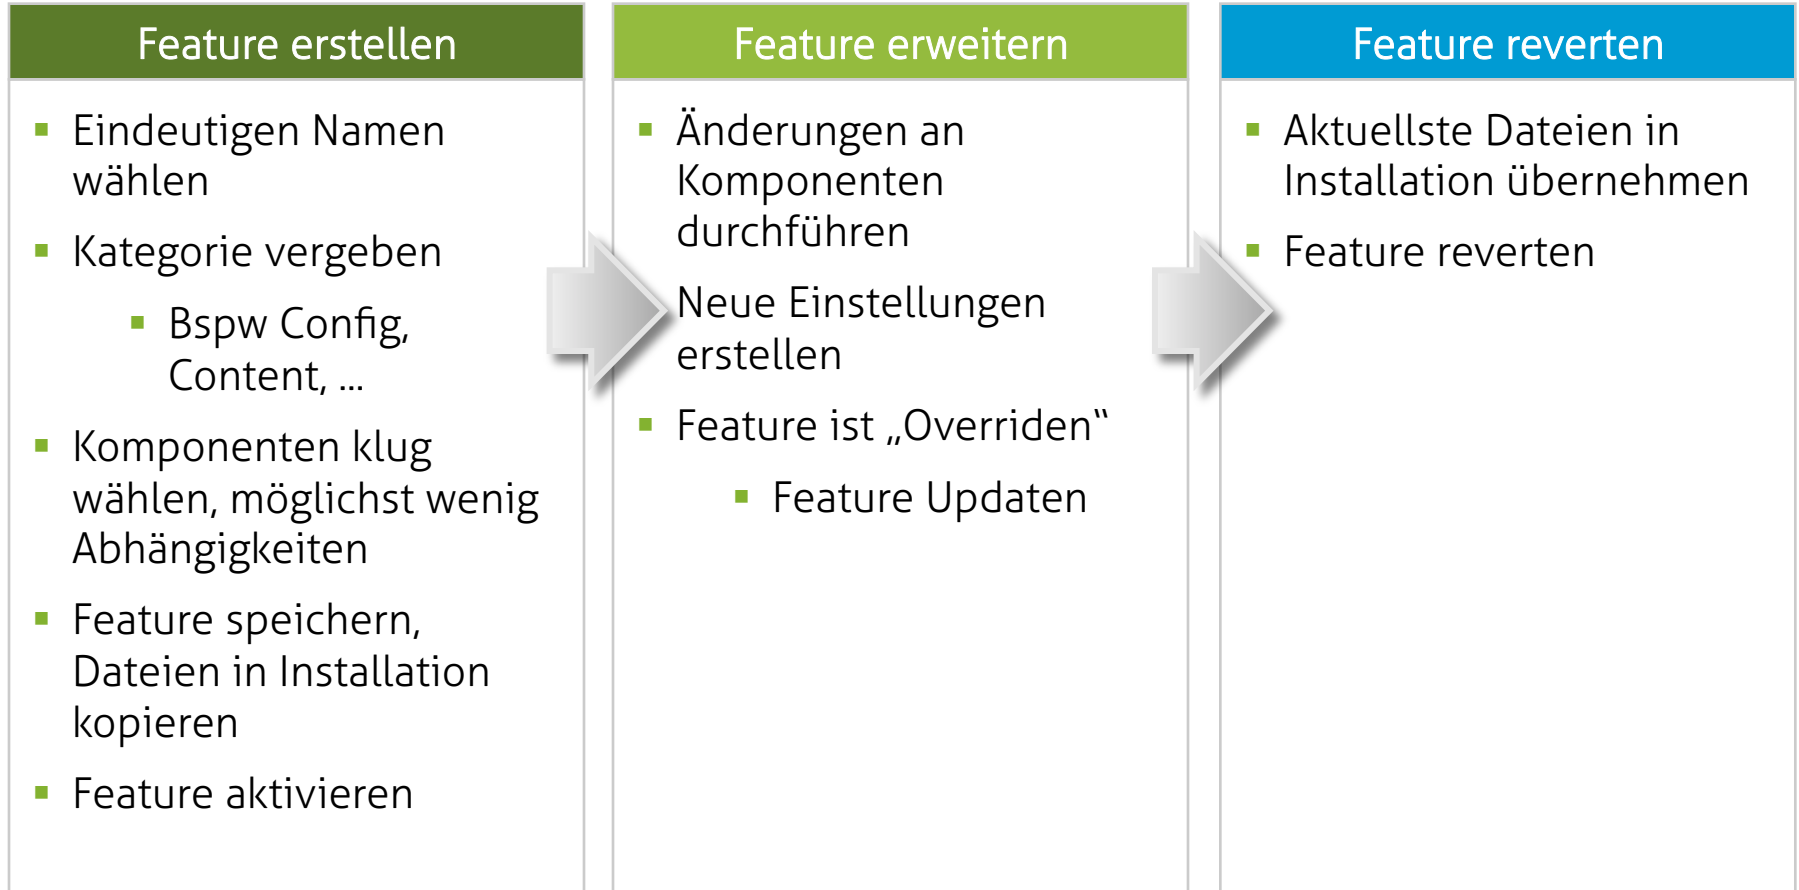 Feature erstellen
Eindeutigen Namen
wählen
Kategorie vergeben
Bspw Config,
Content, ...
Komponenten klug
wählen, möglichst wenig
Abhängigkeiten
Feature speichern,
Dateien in Installation
kopieren
Feature aktivieren
Feature erweitern
Änderungen an
Komponenten
durchführen
Neue Einstellungen
erstellen
Feature ist „Overriden“
Feature Updaten
Feature reverten
Aktuellste Dateien in
Installation übernehmen
Feature reverten